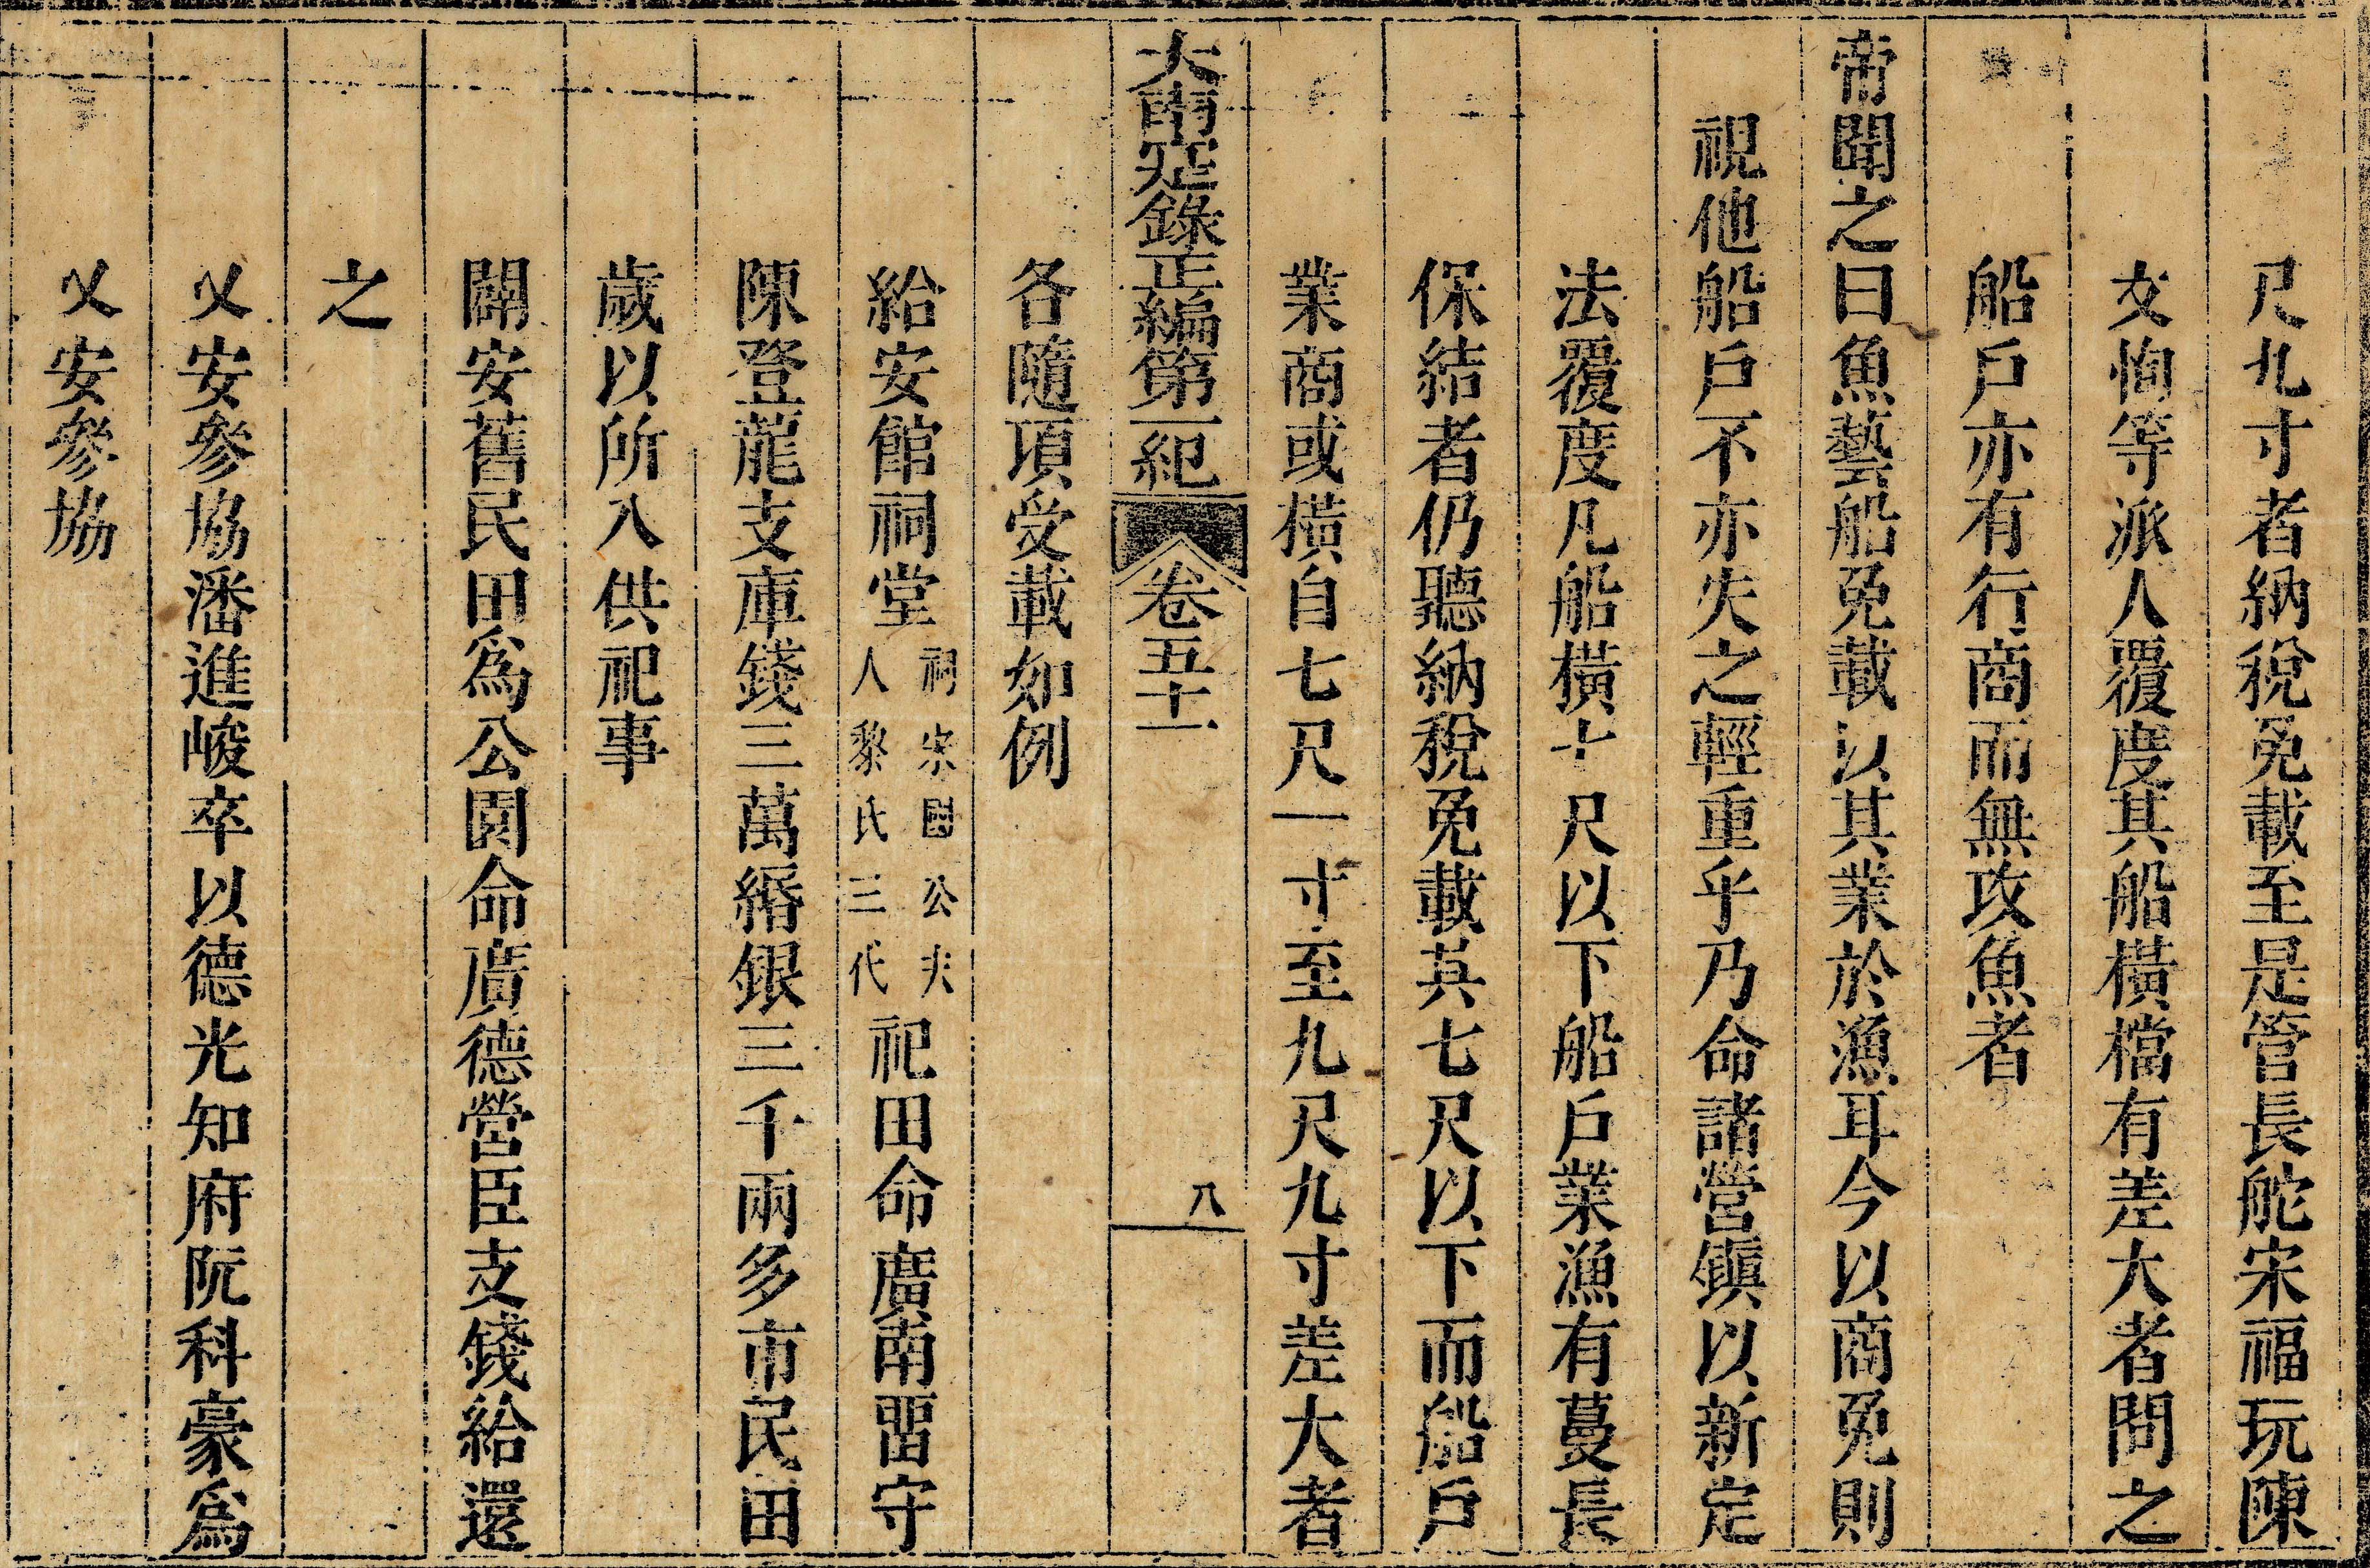 尺九寸者納稅免載至是管長舵宋福玩陳
文恂等派人覆度其船橫檔有差大者問之
船戶亦有行商而無攻魚者
帝聞之曰魚藝船免載以其業於漁耳今以商免則
視他船戶不亦失之輕重乎乃命諸營鎭以新定
法覆度凡船橫十尺以下船戶業漁有蔓長
保結者仍聽納稅免載其七尺以下而船戶
業商或橫自七尺一寸至九尺九寸差大者
大南寔錄正編第一紀 卷五十一 八
各隨項受載如例
給安館祠堂祠宋國公夫人黎氏三代祀田命廣南畱守
陳登龍支庫錢三萬緡銀三千兩多市民田
歲以所入供祀事
闢安舊民田爲公園命廣德營臣支錢給還
之
乂安參協潘進峻卒以德光知府阮科豪爲
乂安參協